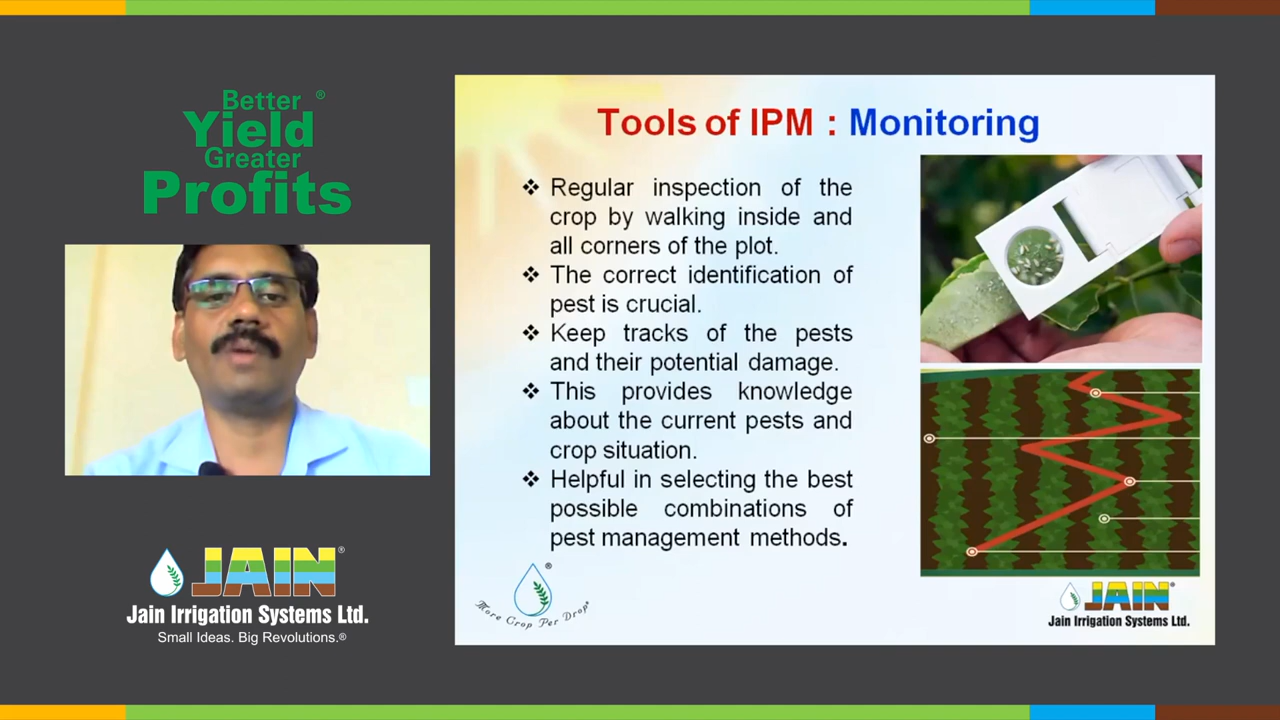 Better ®
Yield
Greater
Profits
JAIN®
Jain Irrigation Systems Ltd.
Small Ideas. Big Revolutions.®
Tools of IPM : Monitoring
❖ Regular inspection of the
crop by walking inside and
all corners of the plot.
❖ The correct identification of
pest is crucial.
❖ Keep tracks of the pests
and their potential damage.
❖ This provides knowledge
about the current pests and
crop situation.
❖ Helpful in selecting the best
possible combinations of
pest management methods.
®
More Crop Per Drop®
JAIN®
Jain Irrigation Systems Ltd.